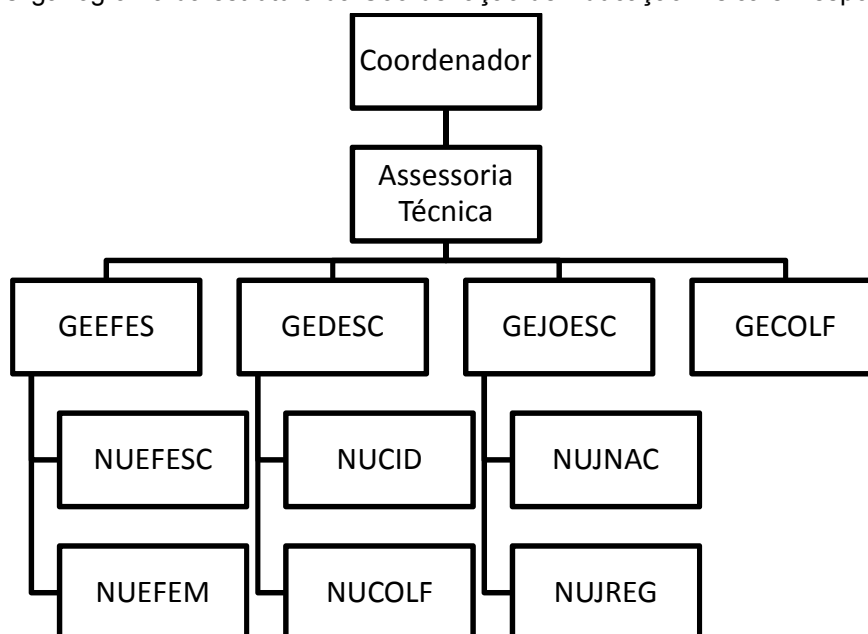 Coordenador
Assessoria
Técnica
GEEFES
GEDESC
GEJOESC
GECOLF
NUEFESC
NUCID
NUJNAC
NUEFEM
NUCOLF
NUJREG